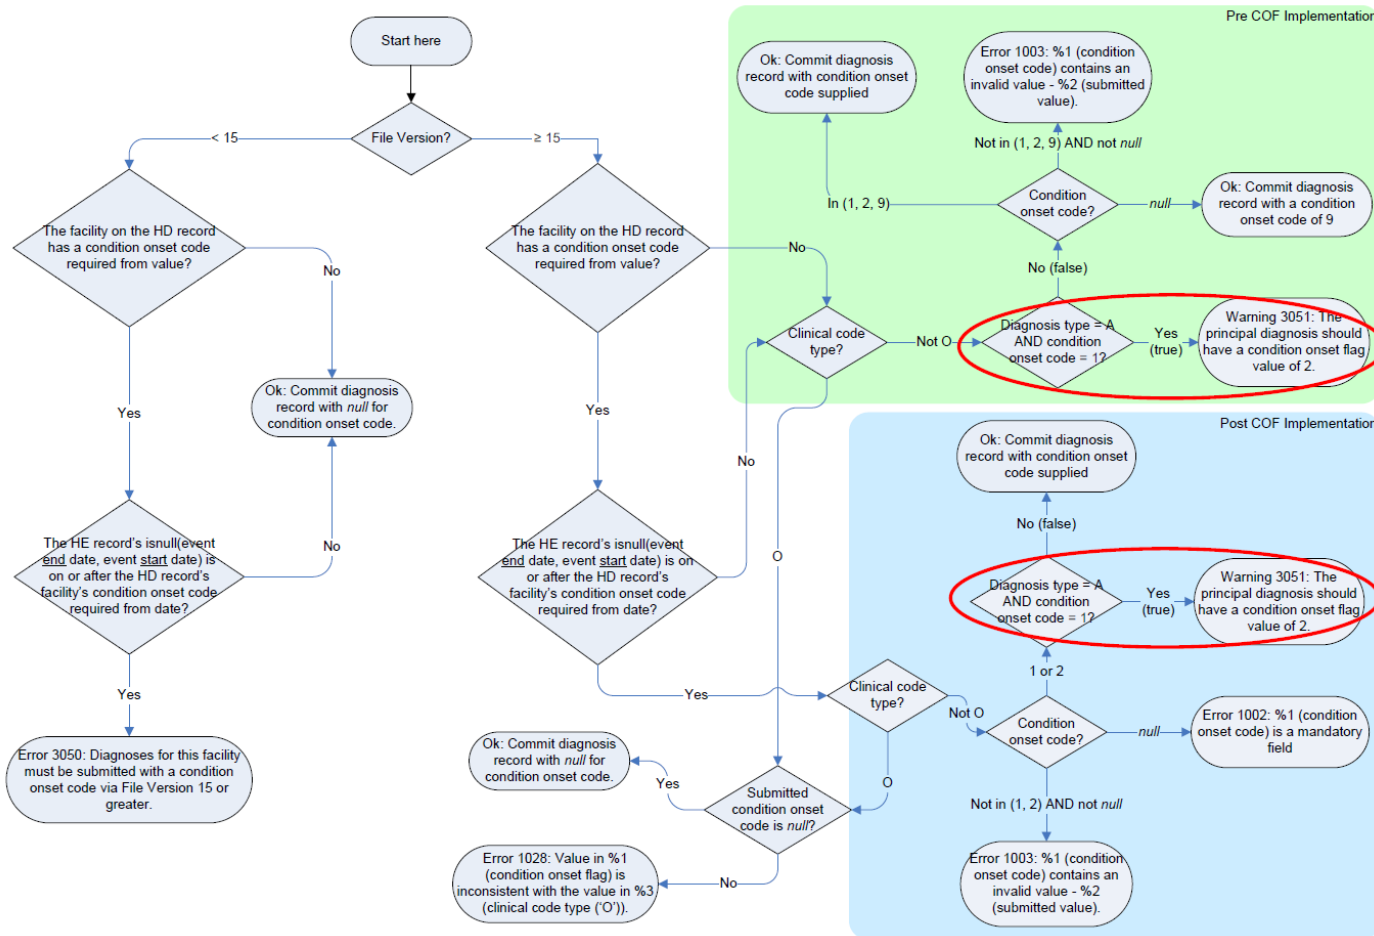 Pre COF Implementation
Start here
Ok: Commit diagnosis
record with condition onset
code supplied
Error 1003: %1 (condition
onset code) contains an
invalid value - %2 (submitted
value).
File Version?
< 15
≥ 15
Not in (1, 2, 9) AND not null
The facility on the HD record
has a condition onset code
required from value?
The facility on the HD record
has a condition onset code
required from value?
In (1, 2, 9)
Condition
onset code?
null
Ok: Commit diagnosis
record with a condition
onset code of 9
No
No
No (false)
Clinical code
type?
Not O
Diagnosis type = A
AND condition
onset code = 1?
Yes
(true)
Warning 3051: The
principal diagnosis should
have a condition onset flag
value of 2.
Ok: Commit diagnosis
record with null for
condition onset code.
Yes
Yes
No
Post COF Implementation
Ok: Commit diagnosis
record with condition onset
code supplied
No (false)
The HE record's isnull(event
end date, event start date) is
on or after the HD record's
facility's condition onset code
required from date?
No
The HE record's isnull(event
end date, event start date) is on
or after the HD record's
facility's condition onset code
required from date?
O
Diagnosis type = A
AND condition
onset code = 1?
Yes
(true)
Warning 3051: The
principal diagnosis should
have a condition onset flag
value of 2.
1 or 2
Yes
Yes
Clinical code
type?
Not O
Condition
onset code?
null
Error 1002: %1 (condition
onset code) is a mandatory
field
Error 3050: Diagnoses for this facility
must be submitted with a condition
onset code via File Version 15 or
greater.
Ok: Commit diagnosis
record with null for
condition onset code.
Yes
O
Submitted
condition onset
code is null?
Not in (1, 2) AND not null
Error 1028: Value in %1
(condition onset flag) is
inconsistent with the value in %3
(clinical code type ('O')).
No
Error 1003: %1 (condition
onset code) contains an
invalid value - %2
(submitted value).